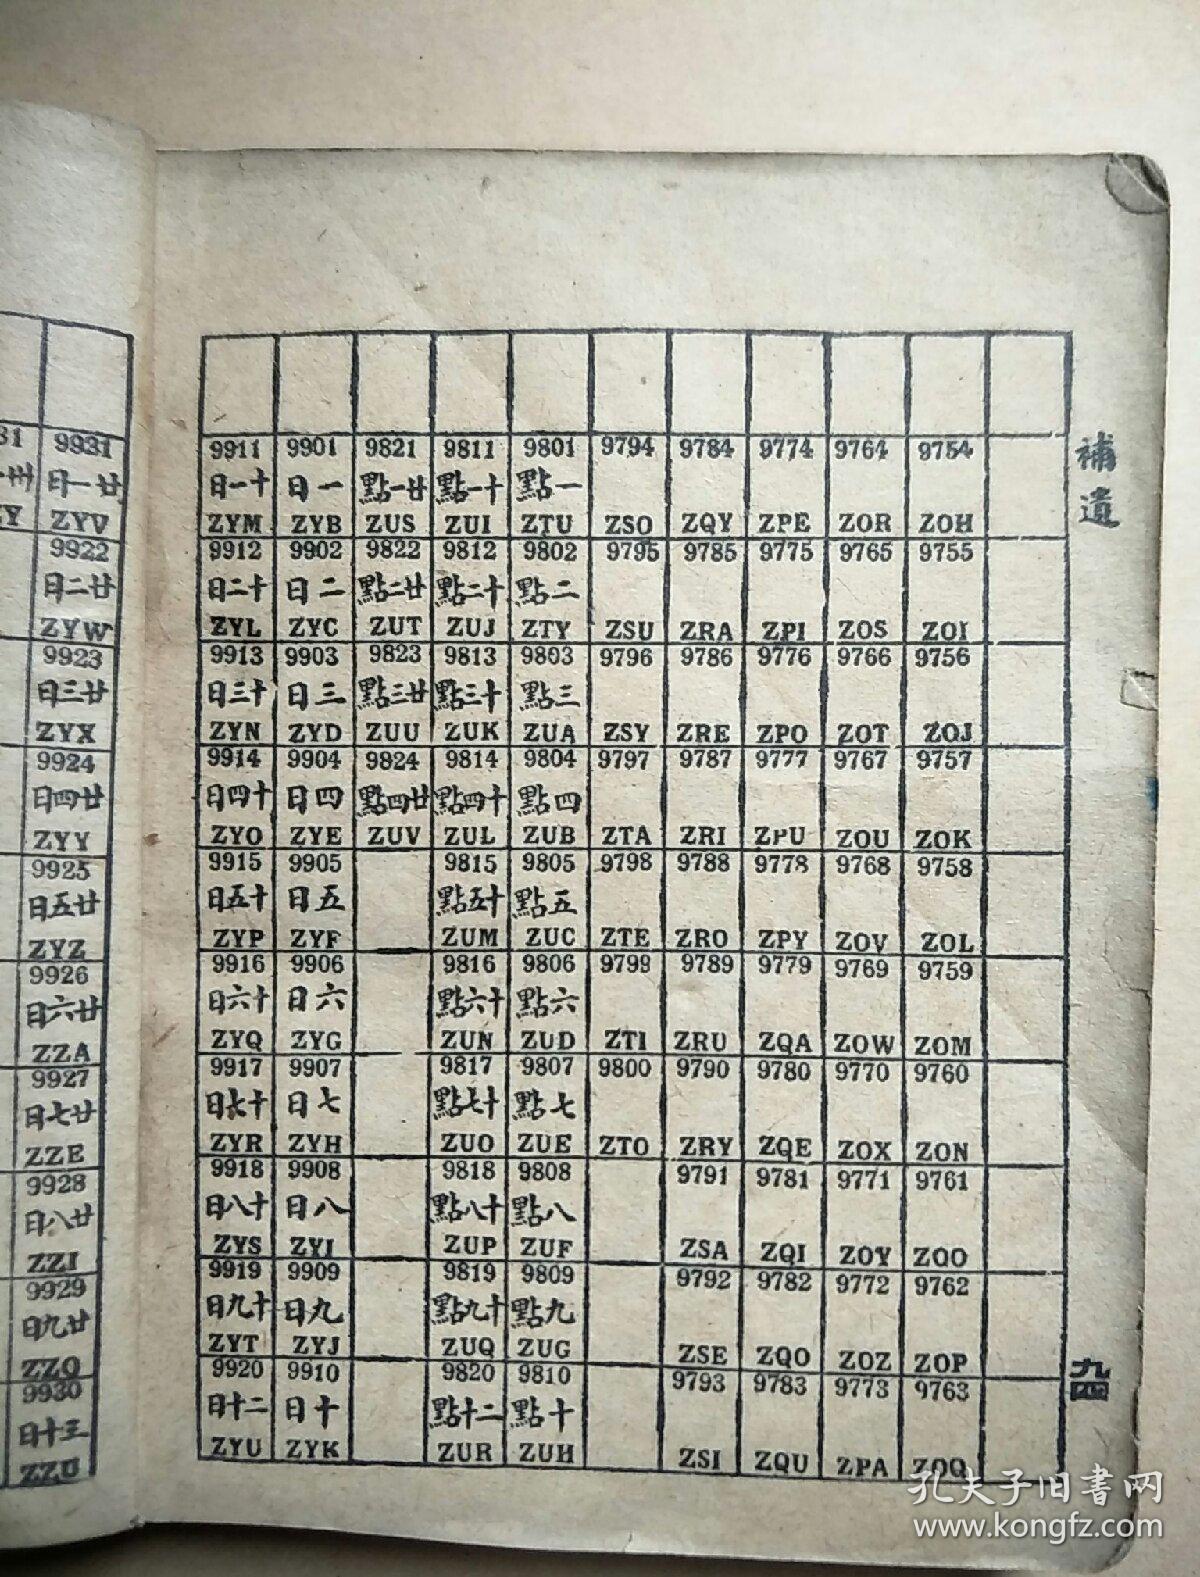 補遺
九四
9754 ZOH
9755 ZOI
9756 ZOJ
9757 ZOK
9758 ZOL
9759 ZOM
9760 ZON
9761 ZOO
9762 ZOP
9763 ZOQ
9764 ZOR
9765 ZOS
9766 ZOT
9767 ZOU
9768 ZOV
9769 ZOW
9770 ZOX
9771 ZOY
9772 ZOZ
9773 ZPA
9774 ZPE
9775 ZPI
9776 ZPO
9777 ZPU
9778 ZPY
9779 ZQA
9780 ZQE
9781 ZQI
9782 ZQO
9783 ZQU
9784 ZQY
9785 ZRA
9786 ZRE
9787 ZRI
9788 ZRO
9789 ZRU
9790 ZRY
9791 ZSA
9792 ZSE
9793 ZSI
9794 ZSO
9795 ZSU
9796 ZSY
9797 ZTA
9798 ZTE
9799 ZTI
9800 ZTO
9801 點一 ZTU
9802 點二 ZTY
9803 點三 ZUA
9804 點四 ZUB
9805 點五 ZUC
9806 點六 ZUD
9807 點七 ZUE
9808 點八 ZUF
9809 點九 ZUG
9810 點十 ZUH
9811 點一十 ZUI
9812 點二十 ZUJ
9813 點三十 ZUK
9814 點四十 ZUL
9815 點五十 ZUM
9816 點六十 ZUN
9817 點七十 ZUO
9818 點八十 ZUP
9819 點九十 ZUQ
9820 點十二 ZUR
9821 點一廿 ZUS
9822 點二廿 ZUT
9823 點三廿 ZUU
9824 點四廿 ZUV
9901 日一 ZYB
9902 日二 ZYC
9903 日三 ZYD
9904 日四 ZYE
9905 日五 ZYF
9906 日六 ZYG
9907 日七 ZYH
9908 日八 ZYI
9909 日九 ZYJ
9910 日十 ZYK
9911 日一十 ZYM
9912 日二十 ZYL
9913 日三十 ZYN
9914 日四十 ZYO
9915 日五十 ZYP
9916 日六十 ZYQ
9917 日七十 ZYR
9918 日八十 ZYS
9919 日九十 ZYT
9920 日十二 ZYU
9931 日一廿 ZYV
9922 日二廿 ZYW
9923 日三廿 ZYX
9924 日四廿 ZYY
9925 日五廿 ZYZ
9926 日六廿 ZZA
9927 日七廿 ZZE
9928 日八廿 ZZI
9929 日九廿 ZZO
9930 日十三 ZZU
孔夫子旧書网
www.kongfz.com